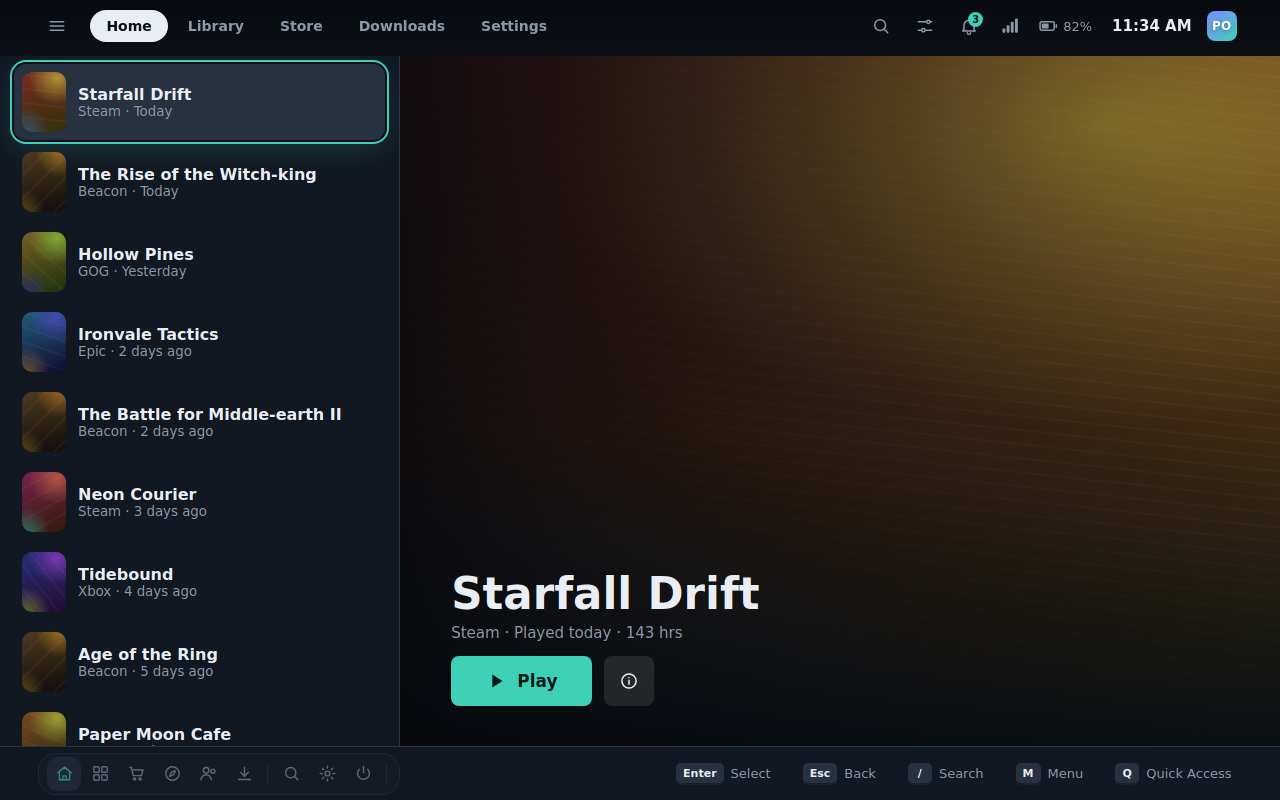 Home
Library
Store
Downloads
Settings
3
82%
11:34 AM
PO
Starfall Drift
Steam · Today
The Rise of the Witch-king
Beacon · Today
Hollow Pines
GOG · Yesterday
Ironvale Tactics
Epic · 2 days ago
The Battle for Middle-earth II
Beacon · 2 days ago
Neon Courier
Steam · 3 days ago
Tidebound
Xbox · 4 days ago
Age of the Ring
Beacon · 5 days ago
Paper Moon Cafe
Starfall Drift
Steam · Played today · 143 hrs
Play
Enter Select
Esc Back
/ Search
M Menu
Q Quick Access